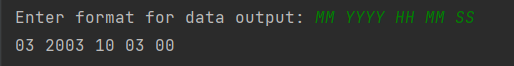 Enter format for data output: MM YYYY HH MM SS
03 2003 10 03 00